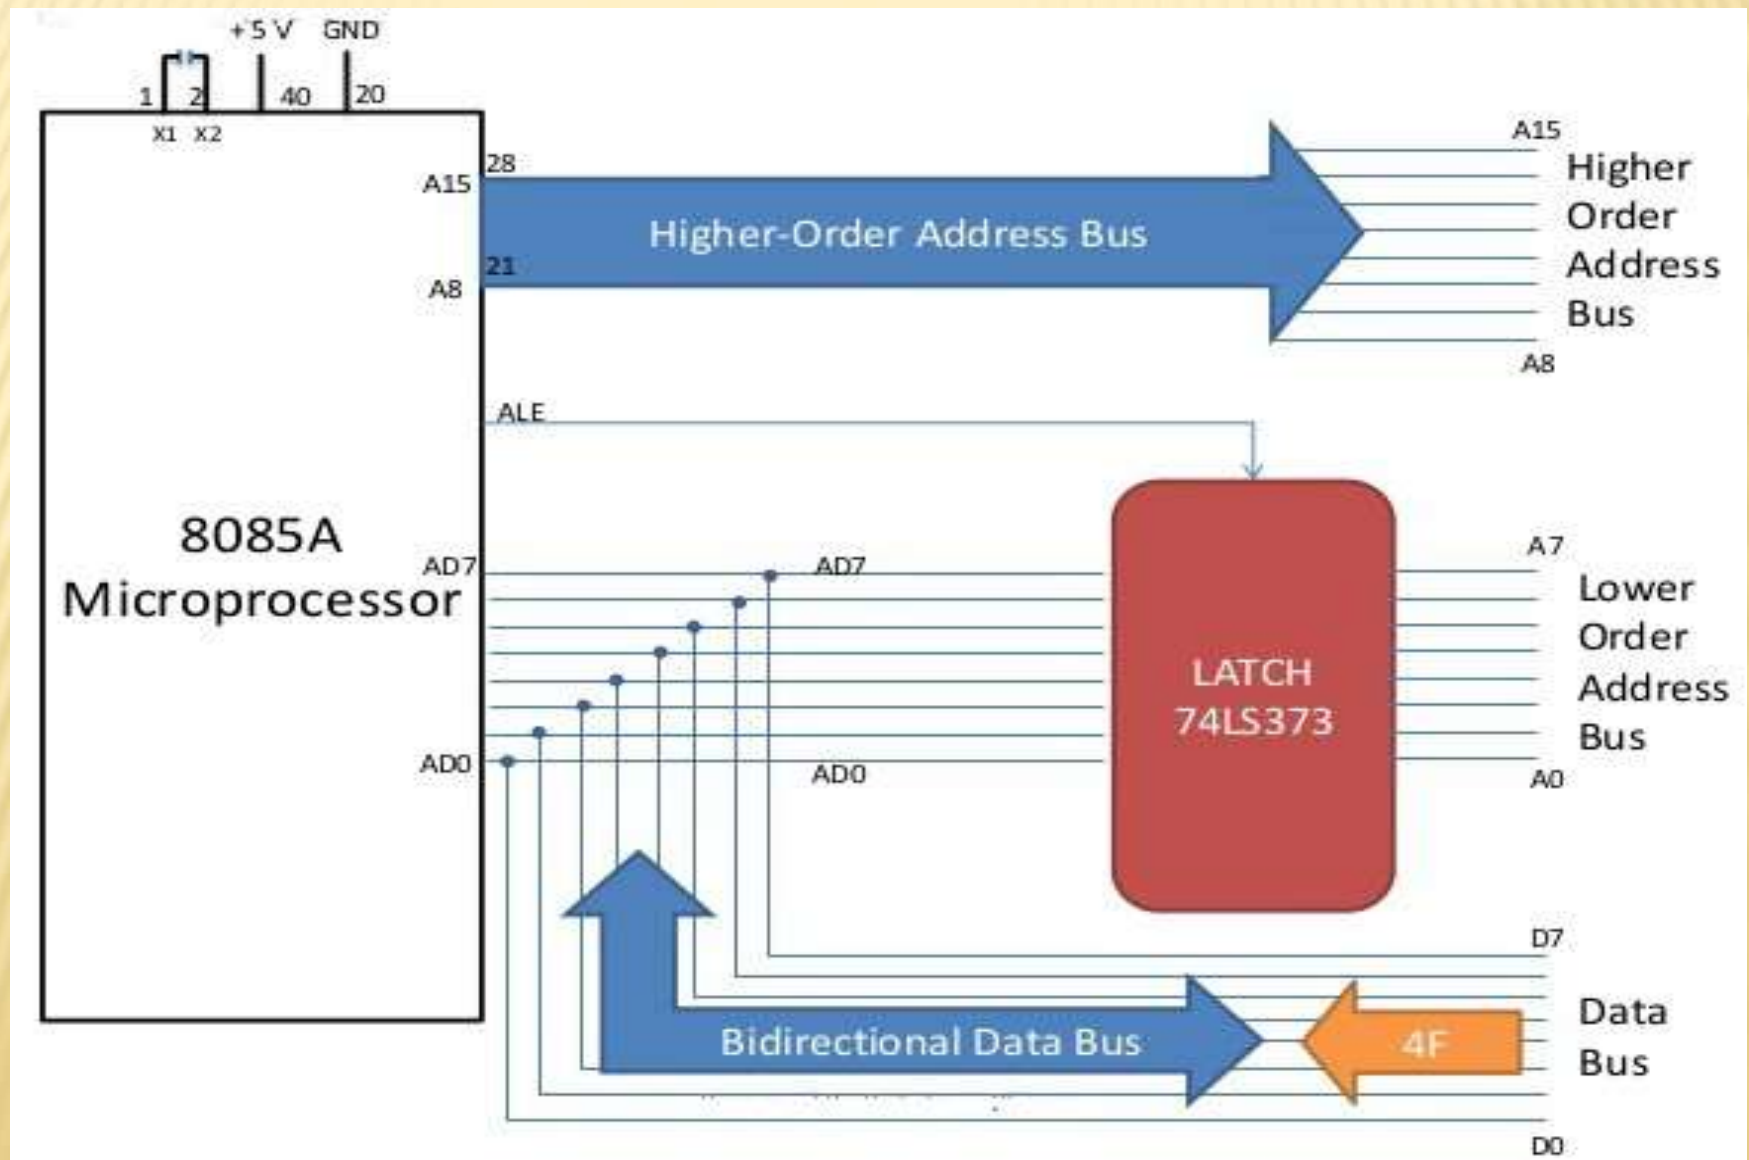 +5 V GND
1 2 40 20
X1 X2
28
A15
Higher-Order Address Bus
21
A8
A15
Higher
Order
Address
Bus
A8
ALE
8085A
Microprocessor
AD7
AD7
AD0
AD0
LATCH
74LS373
A7
Lower
Order
Address
Bus
A0
D7
Bidirectional Data Bus
4F
Data
Bus
D0